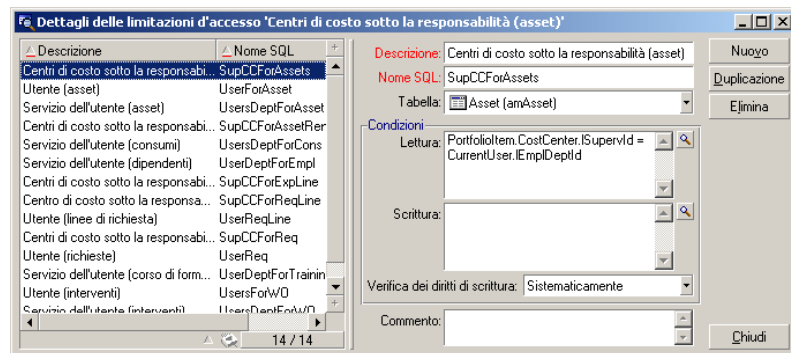 Dettagli delle limitazioni d'accesso 'Centri di costo sotto la responsabilità (asset)'
Descrizione Nome SQL
Centri di costo sotto la responsabi... SupCCForAssets
Utente (asset) UserForAsset
Servizio dell'utente (asset) UsersDeptForAsset
Centri di costo sotto la responsabi... SupCCForAssetRer
Servizio dell'utente (consumi) UsersDeptForCons
Servizio dell'utente (dipendenti) UserDeptForEmpl
Centri di costo sotto la responsabi... SupCCForExpLine
Centro di costo sotto la responsa... SupCCForReqLine
Utente (linee di richiesta) UserReqLine
Centri di costo sotto la responsabi... SupCCForReq
Utente (richieste) UserReq
Servizio dell'utente (corso di form... UserDeptForTrainin
Utente (interventi) UsersForWO
Servizio dell'utente (interventi) UsersDeptForWO
14 / 14
Descrizione: Centri di costo sotto la responsabilità (asset)
Nome SQL: SupCCForAssets
Tabella: Asset (amAsset)
Condizioni
Lettura: PortfolioItem.CostCenter.lSupervId =
CurrentUser.lEmplDeptId
Scrittura:
Verifica dei diritti di scrittura: Sistematicamente
Commento:
Nuovo
Duplicazione
Elimina
Chiudi